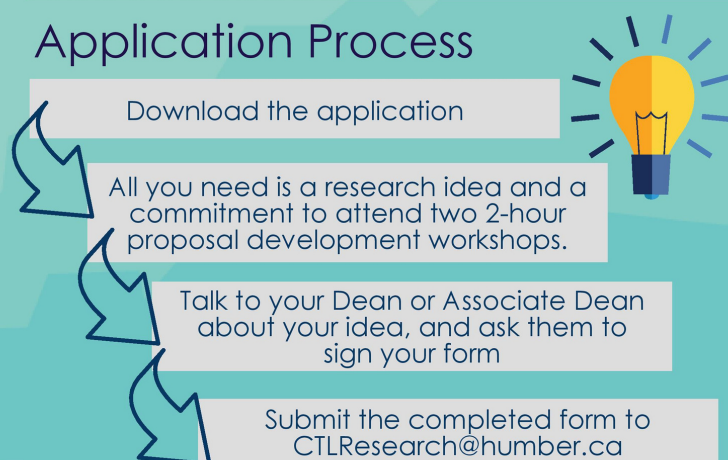 Application Process
Download the application
All you need is a research idea and a
commitment to attend two 2-hour
proposal development workshops.
Talk to your Dean or Associate Dean
about your idea, and ask them to
sign your form
Submit the completed form to
CTLResearch@humber.ca